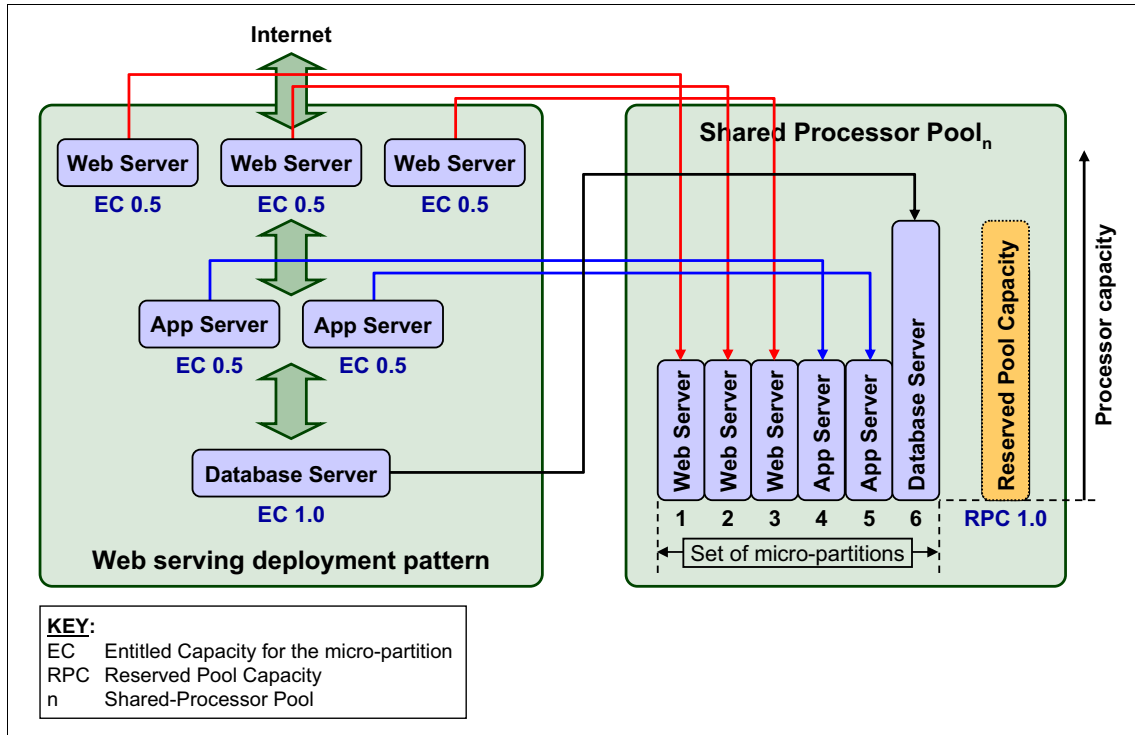 Internet
Web Server
Web Server
Web Server
EC 0.5
EC 0.5
EC 0.5
App Server
App Server
EC 0.5
EC 0.5
Database Server
EC 1.0
Web serving deployment pattern
Shared Processor Pooln
Web Server
Web Server
Web Server
App Server
App Server
Database Server
Reserved Pool Capacity
Processor capacity
1 2 3 4 5 6
RPC 1.0
Set of micro-partitions
KEY:
EC Entitled Capacity for the micro-partition
RPC Reserved Pool Capacity
n Shared-Processor Pool